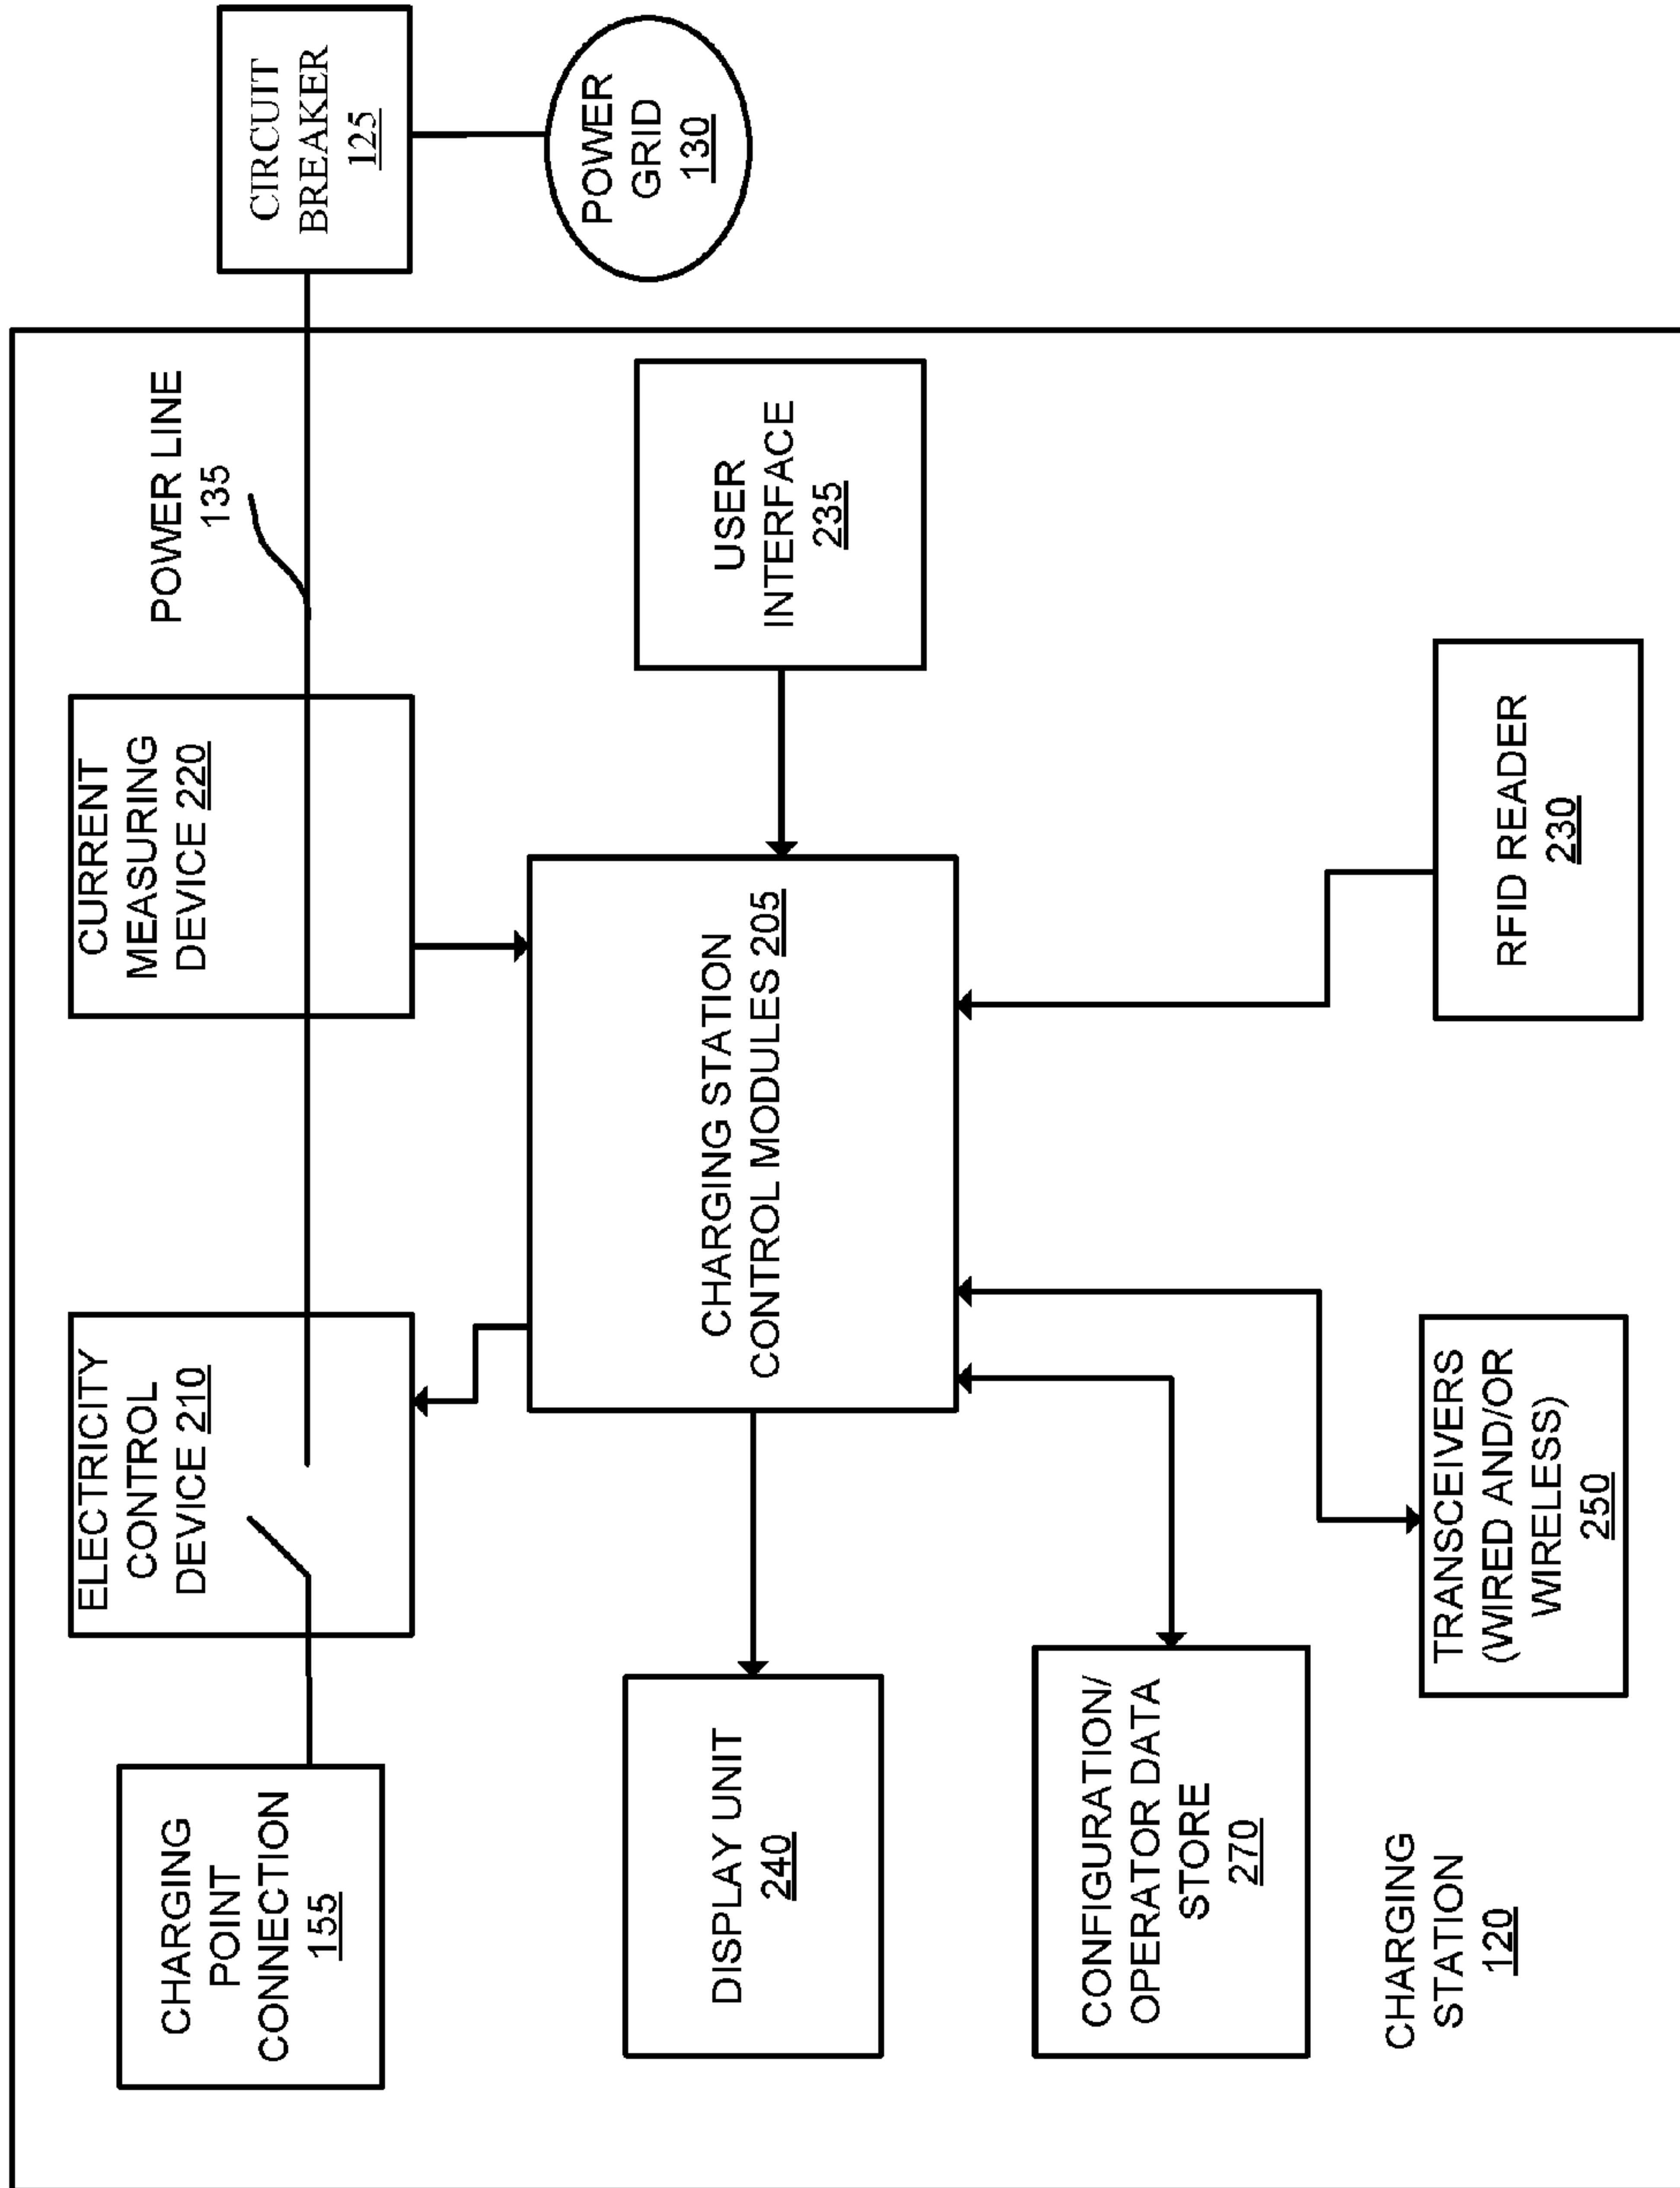 CHARGING
POINT
CONNECTION
155
ELECTRICITY
CONTROL
DEVICE 210
CURRENT
MEASURING
DEVICE 220
POWER LINE
135
CIRCUIT
BREAKER
125
POWER
GRID
130
DISPLAY UNIT
240
CHARGING STATION
CONTROL MODULES 205
USER
INTERFACE
235
CONFIGURATION/
OPERATOR DATA
STORE
270
TRANSCEIVERS
(WIRED AND/OR
WIRELESS)
250
RFID READER
230
CHARGING
STATION
120